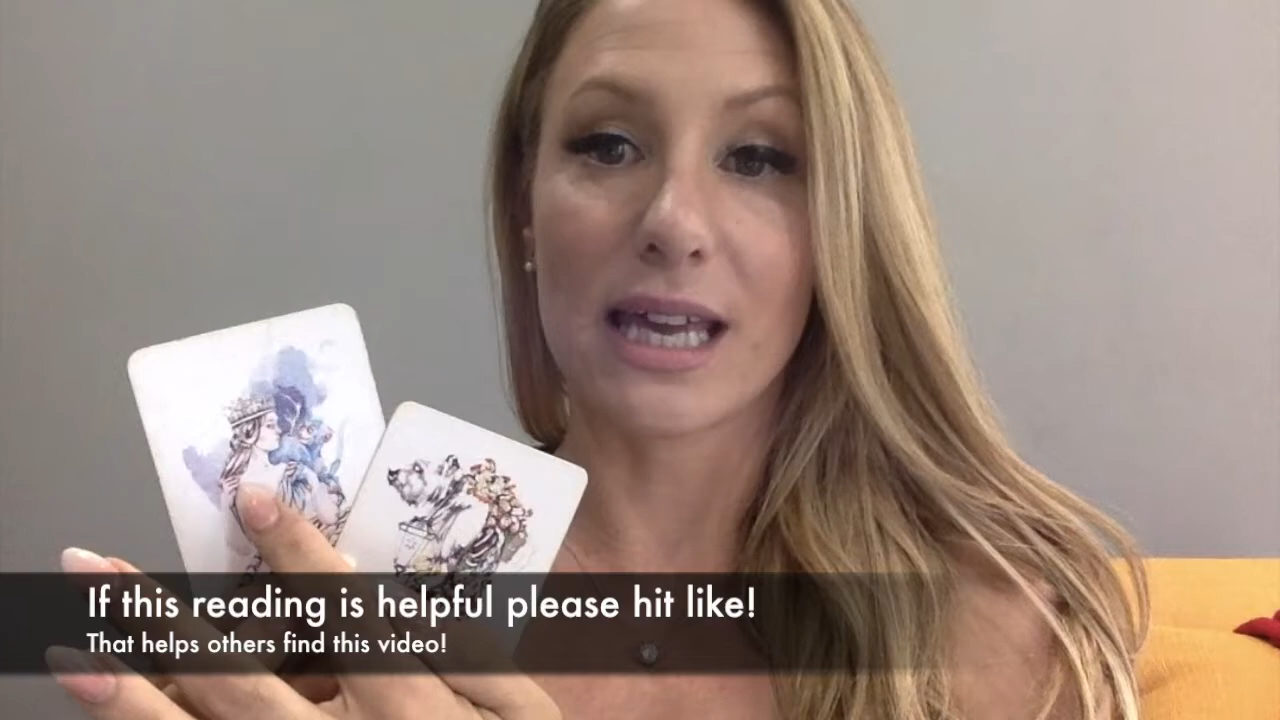 If this reading is helpful please hit like!
That helps others find this video!